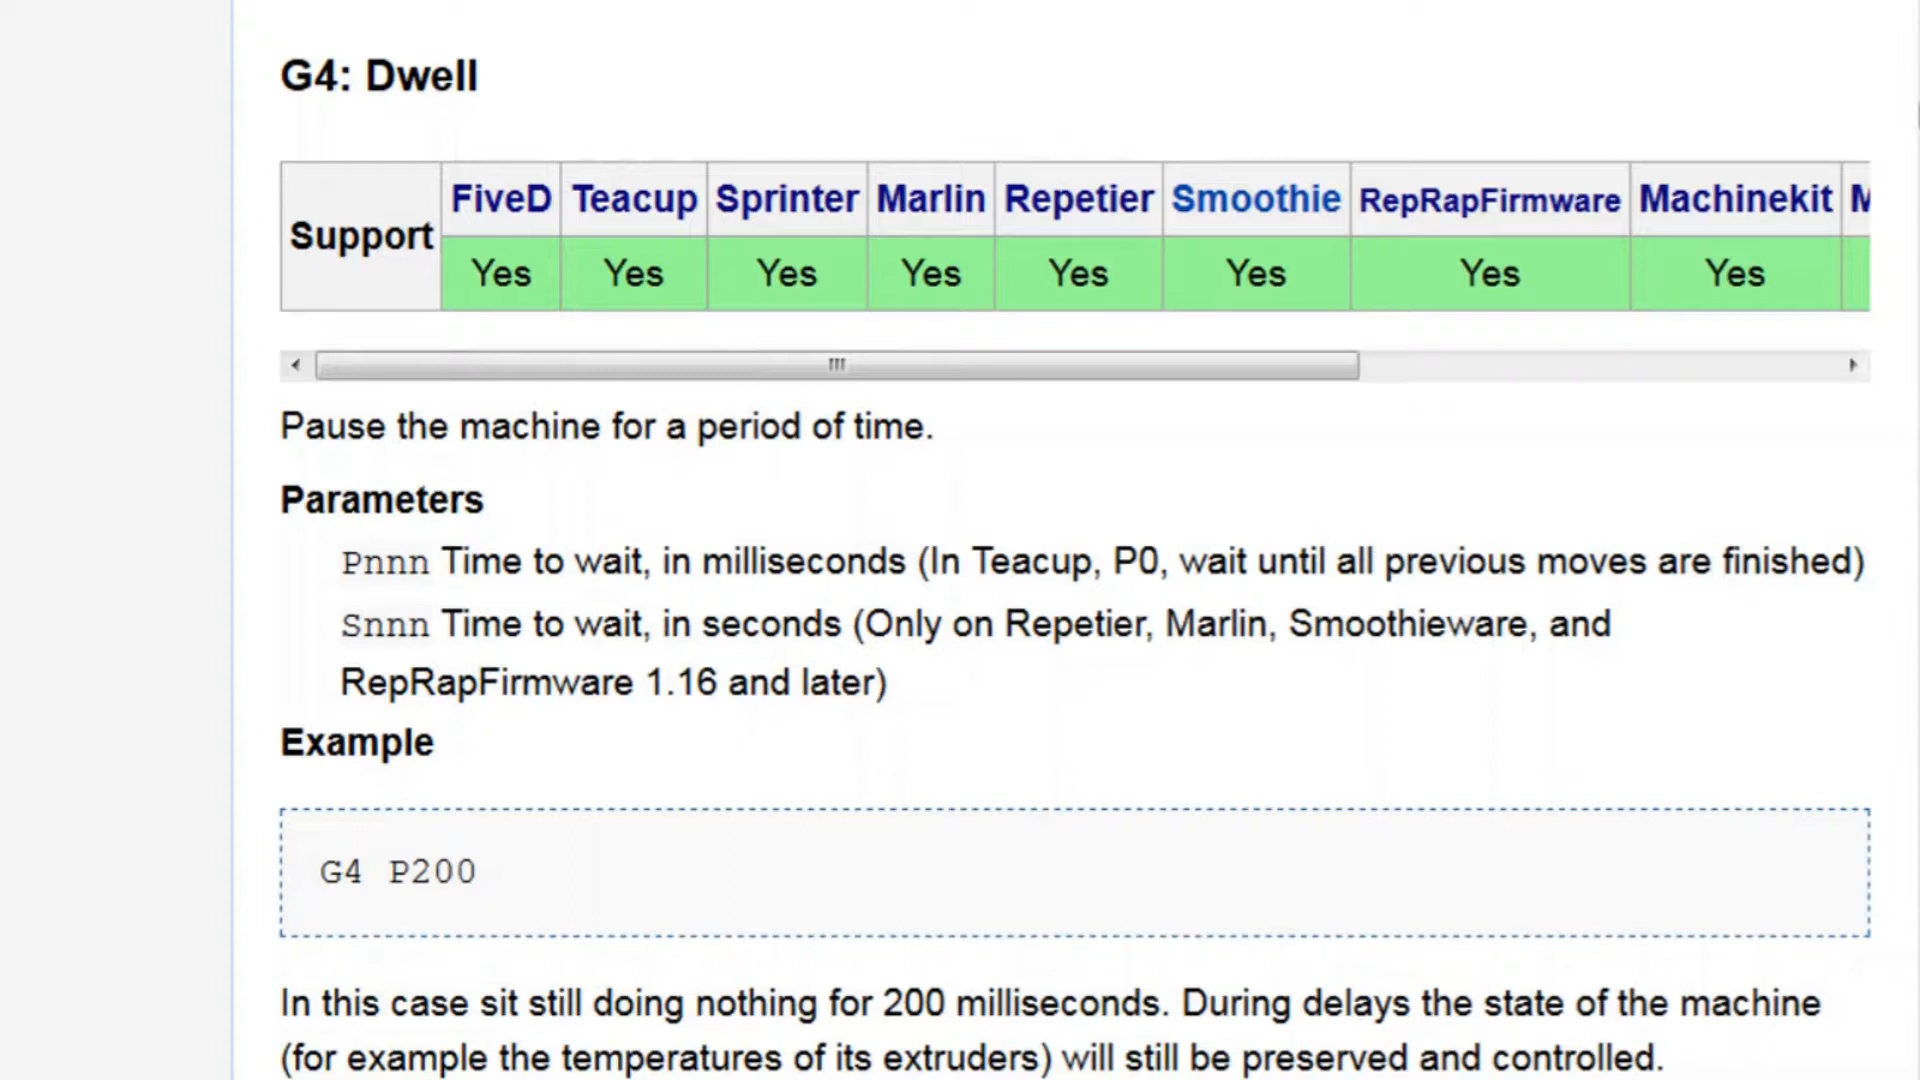 G4: Dwell
Support FiveD Teacup Sprinter Marlin Repetier Smoothie RepRapFirmware Machinekit
Yes Yes Yes Yes Yes Yes Yes Yes
Pause the machine for a period of time.
Parameters
Pnnn Time to wait, in milliseconds (In Teacup, P0, wait until all previous moves are finished)
Snnn Time to wait, in seconds (Only on Repetier, Marlin, Smoothieware, and
RepRapFirmware 1.16 and later)
Example
G4 P200
In this case sit still doing nothing for 200 milliseconds. During delays the state of the machine
(for example the temperatures of its extruders) will still be preserved and controlled.